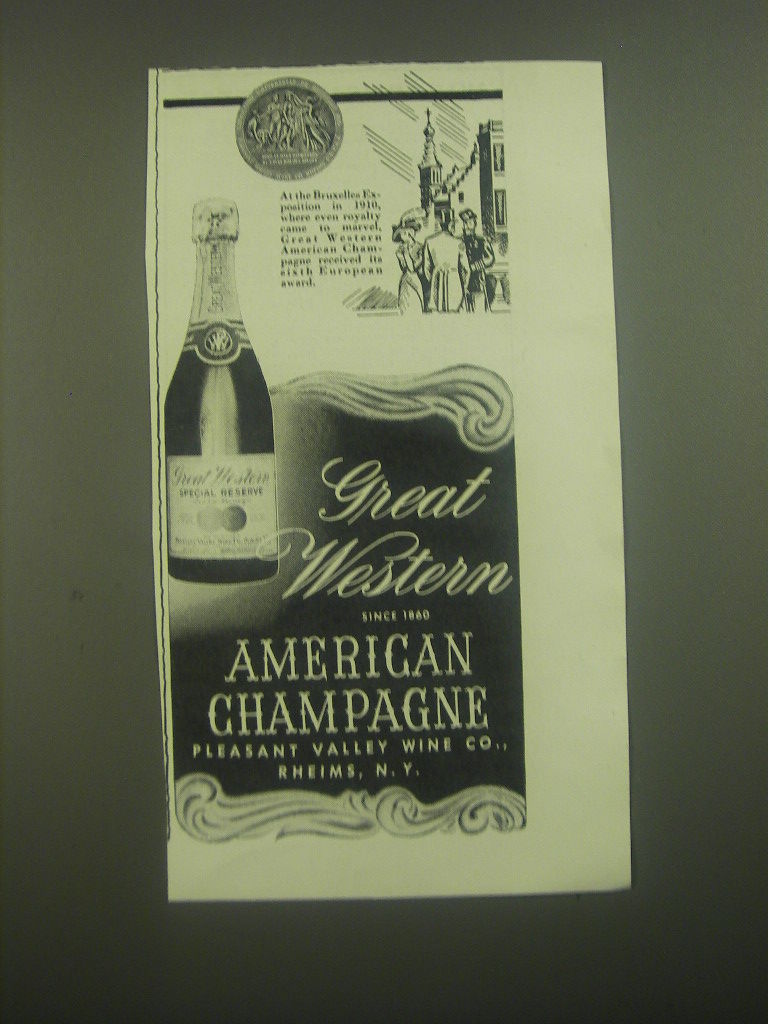 At the Bruxelles Ex-
position in 1910,
where even royalty
came to marvel,
Great Western
American Cham-
pagne received its
sixth European
award.
GREAT WESTERN
Great Western
SPECIAL RESERVE
Great
Western
SINCE 1860
AMERICAN
CHAMPAGNE
PLEASANT VALLEY WINE CO.,
RHEIMS, N. Y.